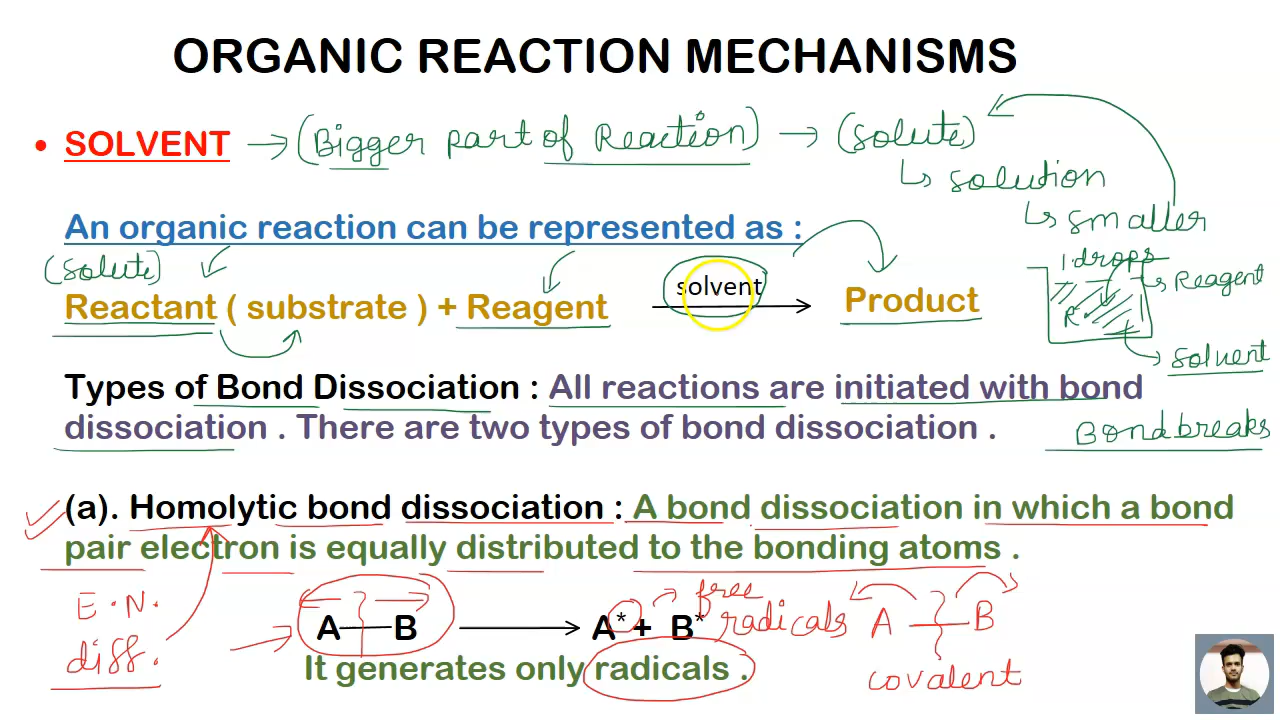 ORGANIC REACTION MECHANISMS
• SOLVENT → (Bigger part of Reaction) → (solute)
↳ solution
An organic reaction can be represented as :
↳ smaller
(solute)
1 drops
Reactant ( substrate ) + Reagent solvent Product
↳ Reagent
R
solvent
Types of Bond Dissociation : All reactions are initiated with bond
dissociation . There are two types of bond dissociation .
Bond breaks
(a). Homolytic bond dissociation : A bond dissociation in which a bond
pair electron is equally distributed to the bonding atoms .
E.N.
diff.
A—B → A* + B*
free
radicals
A—B
It generates only radicals .
covalent